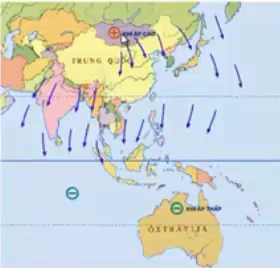 KHÍ ÁP CAO
TRUNG QUỐC
KHÍ ÁP THẤP
ÔXTRÂYLIA